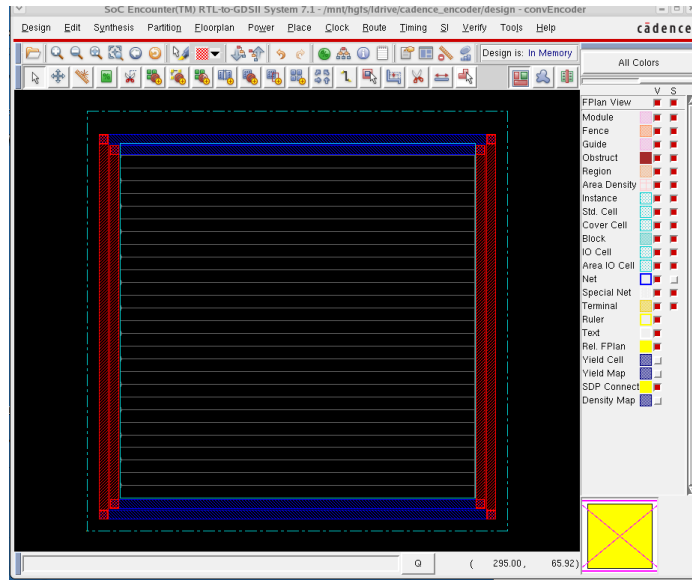 SoC Encounter(TM) RTL-to-GDSII System 7.1 - /mnt/hgfs/Idrive/cadence_encoder/design - convEncoder
Design Edit Synthesis Partition Floorplan Power Place Clock Route Timing SI Verify Tools Help cādence
Design is: In Memory
All Colors
V S
FPlan View
Module
Fence
Guide
Obstruct
Region
Area Density
Instance
Std. Cell
Cover Cell
Block
IO Cell
Area IO Cell
Net
Special Net
Terminal
Ruler
Text
Rel. FPlan
Yield Cell
Yield Map
SDP Connect
Density Map
Q ( 295.00, 65.92)